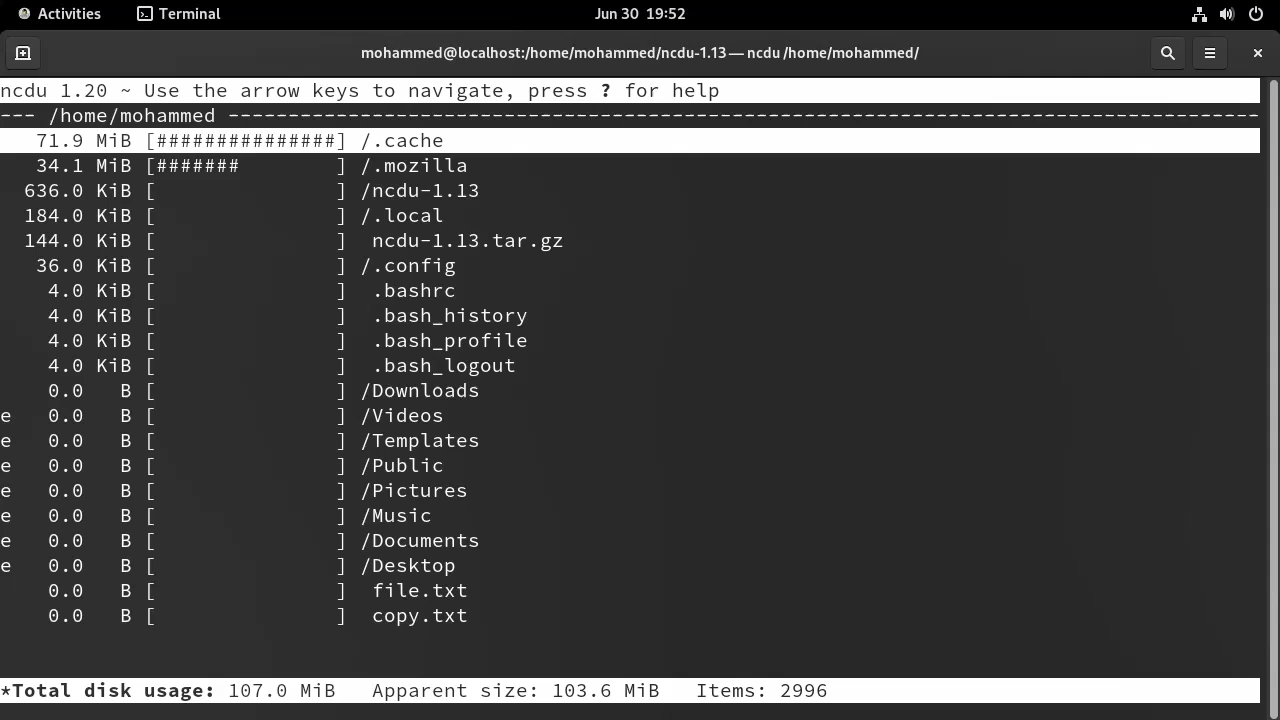 Activities Terminal Jun 30 19:52
mohammed@localhost:/home/mohammed/ncdu-1.13 — ncdu /home/mohammed/
ncdu 1.20 ~ Use the arrow keys to navigate, press ? for help
--- /home/mohammed --------------------------------------------------------------------------------------
   71.9 MiB [###############] /.cache
   34.1 MiB [#######        ] /.mozilla
  636.0 KiB [               ] /ncdu-1.13
  184.0 KiB [               ] /.local
  144.0 KiB [               ]  ncdu-1.13.tar.gz
   36.0 KiB [               ] /.config
    4.0 KiB [               ]  .bashrc
    4.0 KiB [               ]  .bash_history
    4.0 KiB [               ]  .bash_profile
    4.0 KiB [               ]  .bash_logout
    0.0   B [               ] /Downloads
e   0.0   B [               ] /Videos
e   0.0   B [               ] /Templates
e   0.0   B [               ] /Public
e   0.0   B [               ] /Pictures
e   0.0   B [               ] /Music
e   0.0   B [               ] /Documents
e   0.0   B [               ] /Desktop
    0.0   B [               ]  file.txt
    0.0   B [               ]  copy.txt
*Total disk usage: 107.0 MiB   Apparent size: 103.6 MiB   Items: 2996